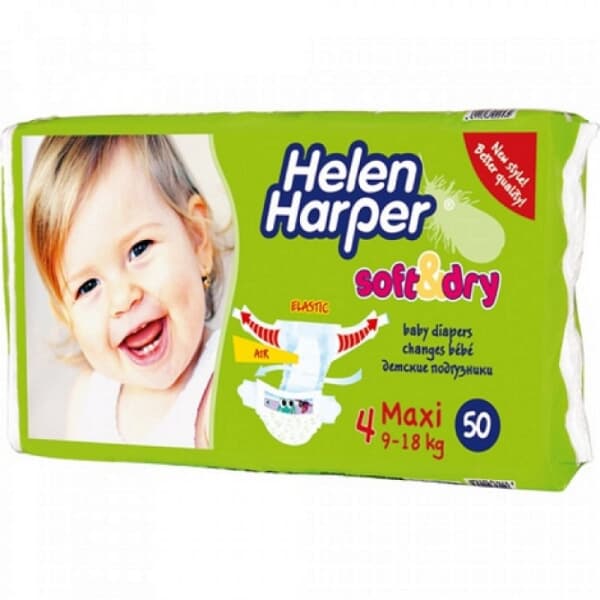 New style!
Better quality!
Helen
Harper
soft&dry
ELASTIC
AIR
baby diapers
changes bébé
детские подгузники
4 Maxi
9-18 kg
50